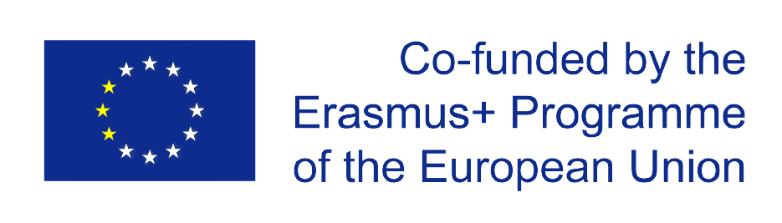 Co-funded by the
Erasmus+ Programme
of the European Union